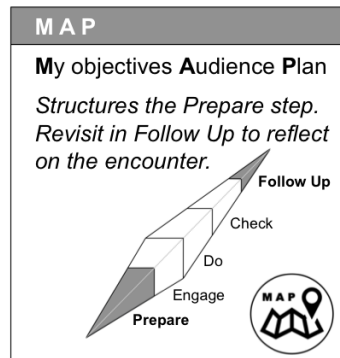 MAP
My objectives Audience Plan
Structures the Prepare step.
Revisit in Follow Up to reflect
on the encounter.
Follow Up
Check
Do
Engage
Prepare
MAP